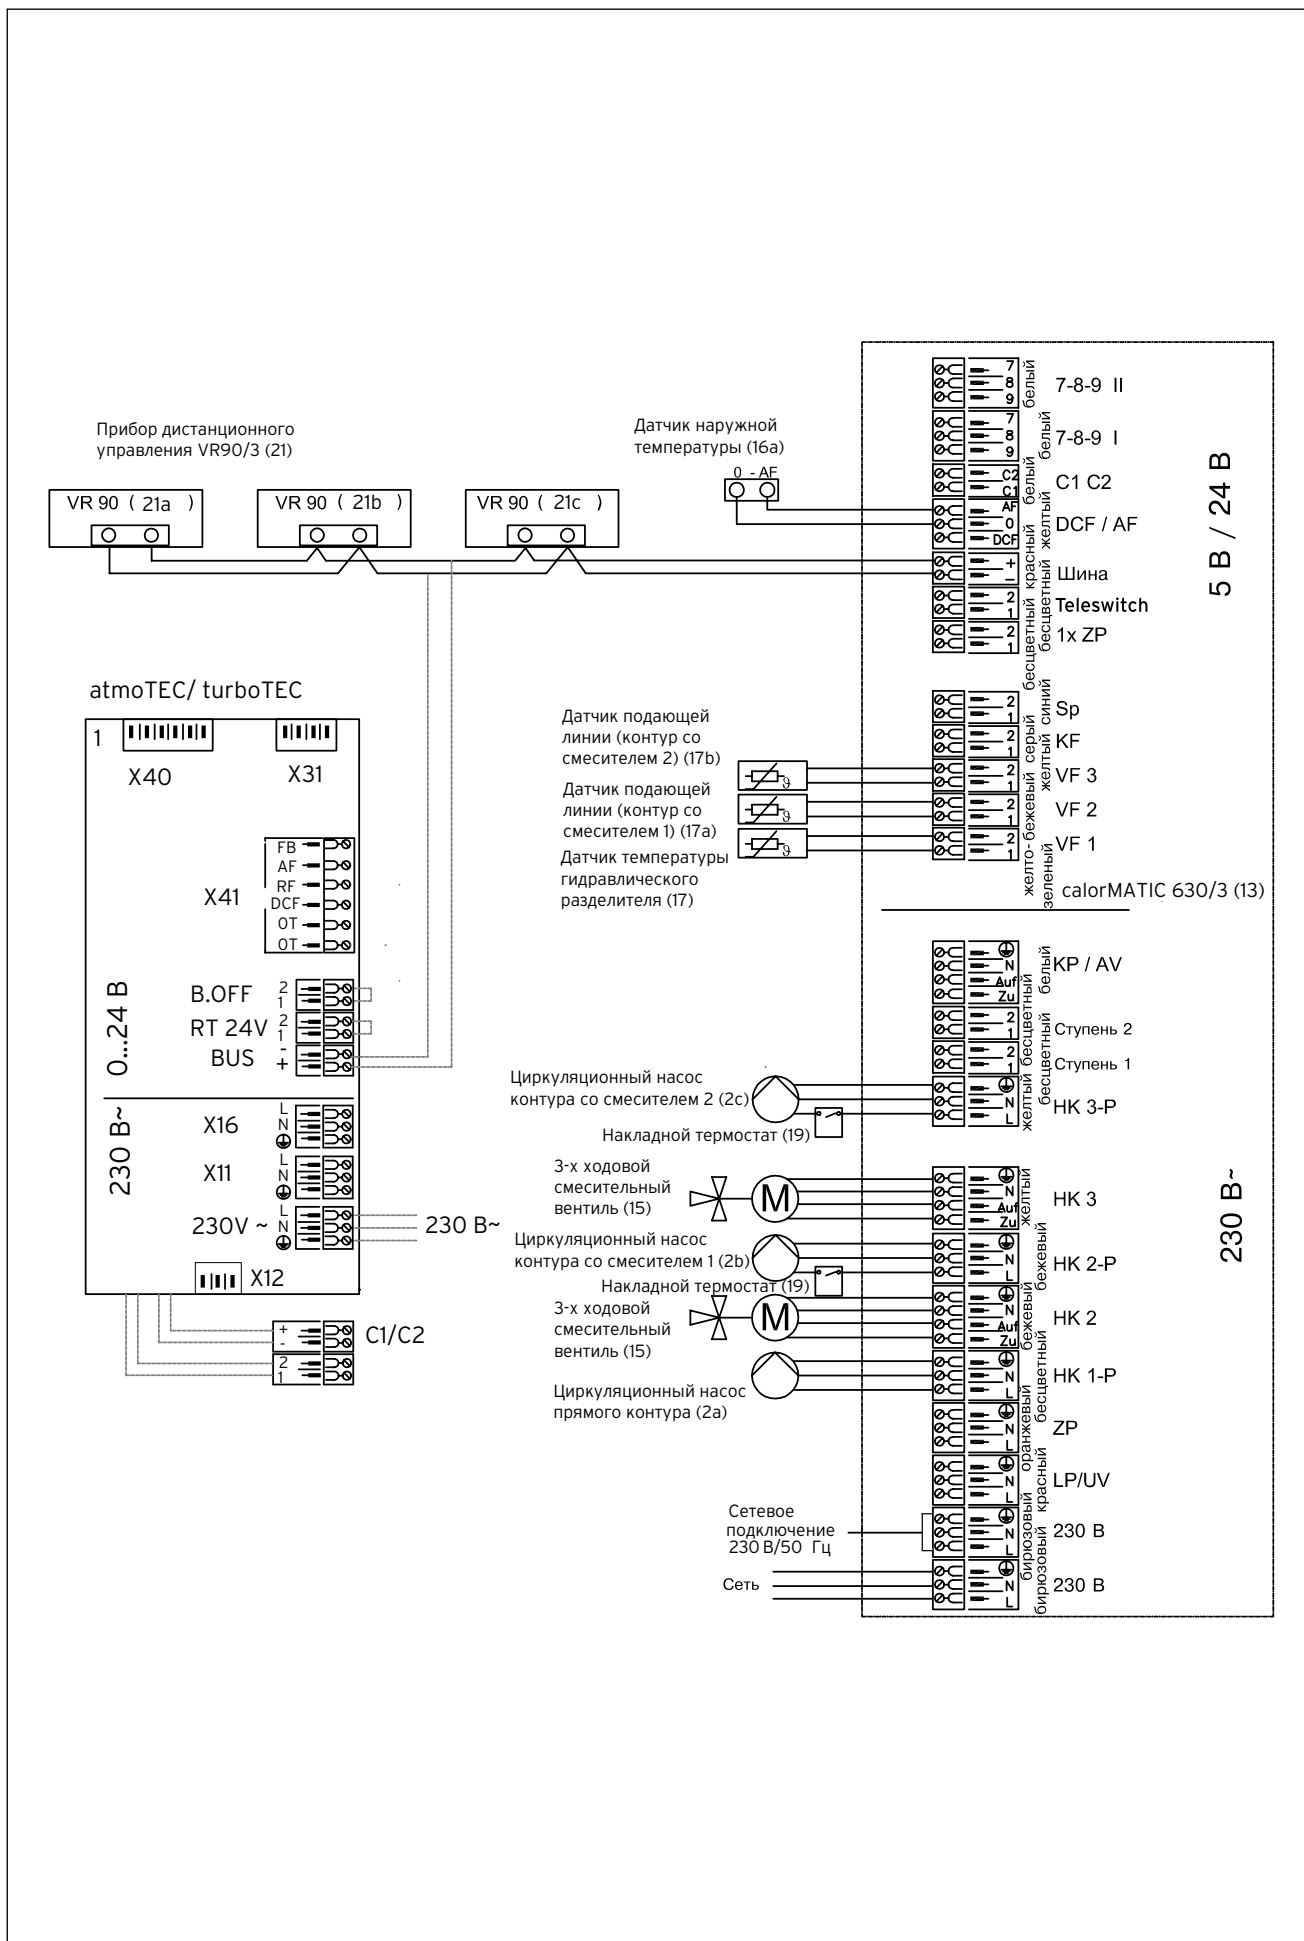 Прибор дистанционного
управления VR90/3 (21)
VR 90 ( 21a )
VR 90 ( 21b )
VR 90 ( 21c )
Датчик наружной
температуры (16a)
0 - AF
7
8
9
белый
7-8-9 II
7
8
9
белый
7-8-9 I
C2
C1
белый
C1 C2
AF
0
DCF
желтый
DCF / AF
+
–
красный
Шина
2
1
бесцветный
Teleswitch
2
1
бесцветный
1x ZP
5 В / 24 В
2
1
синий
Sp
2
1
серый
KF
2
1
желтый
VF 3
2
1
бежевый
VF 2
2
1
желто-
зеленый
VF 1
Датчик подающей
линии (контур со
смесителем 2) (17b)
Датчик подающей
линии (контур со
смесителем 1) (17a)
Датчик температуры
гидравлического
разделителя (17)
ϑ
ϑ
ϑ
calorMATIC 630/3 (13)
atmoTEC/ turboTEC
1
X40
X31
X41
FB
AF
RF
DCF
OT
OT
0...24 В
B.OFF
2
1
RT 24V
2
1
BUS
-
+
230 В~
X16
L
N
X11
L
N
230V ~
L
N
230 В~
X12
+
-
C1/C2
2
1
N
Auf
Zu
белый
KP / AV
2
1
бесцветный
Ступень 2
2
1
бесцветный
Ступень 1
N
L
желтый
HK 3-P
Циркуляционный насос
контура со смесителем 2 (2c)
Накладной термостат (19)
3-х ходовой
смесительный
вентиль (15)
M
N
Auf
Zu
желтый
HK 3
230 В~
Циркуляционный насос
контура со смесителем 1 (2b)
Накладной термостат (19)
N
L
бежевый
HK 2-P
3-х ходовой
смесительный
вентиль (15)
M
N
Auf
Zu
бежевый
HK 2
Циркуляционный насос
прямого контура (2a)
N
L
бесцветный
HK 1-P
N
L
оранжевый
ZP
N
L
красный
LP/UV
Сетевое
подключение
230 В/50 Гц
N
L
бирюзовый
230 В
Сеть
N
L
бирюзовый
230 В